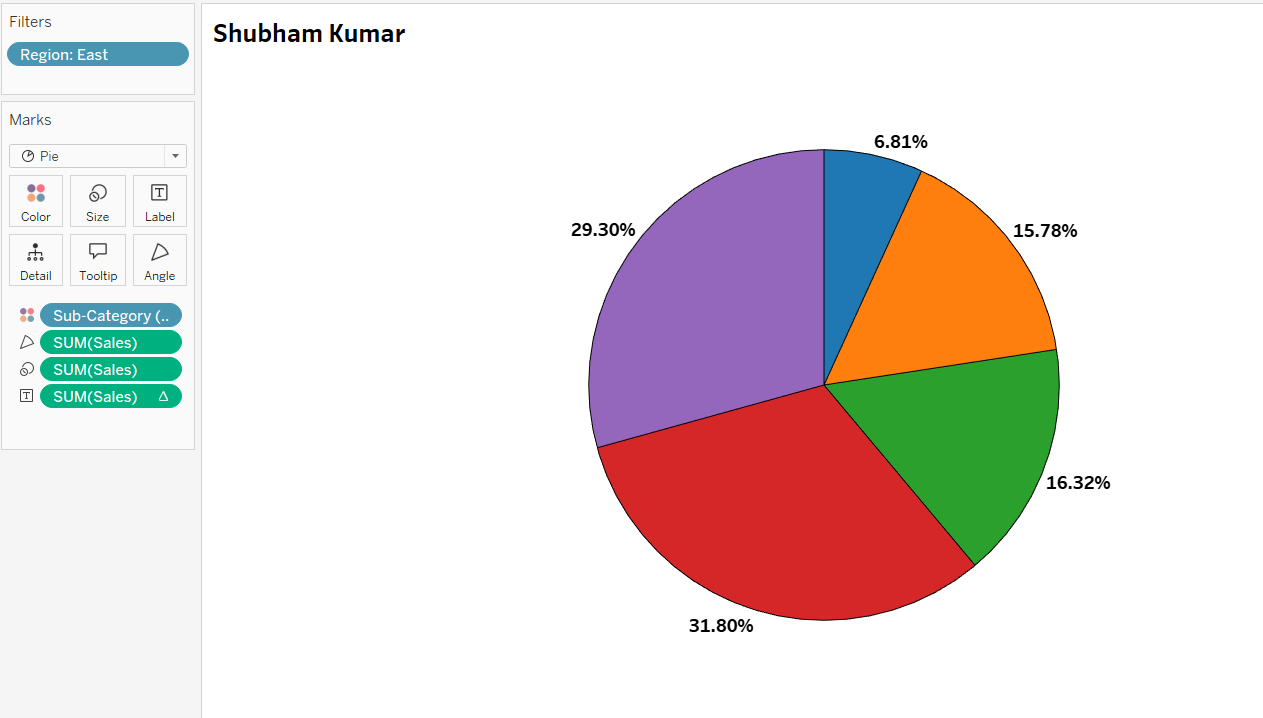 Filters
Region: East
Marks
Pie
Color Size Label
Detail Tooltip Angle
Sub-Category (..
SUM(Sales)
SUM(Sales)
SUM(Sales) Δ
Shubham Kumar
6.81%
15.78%
29.30%
16.32%
31.80%